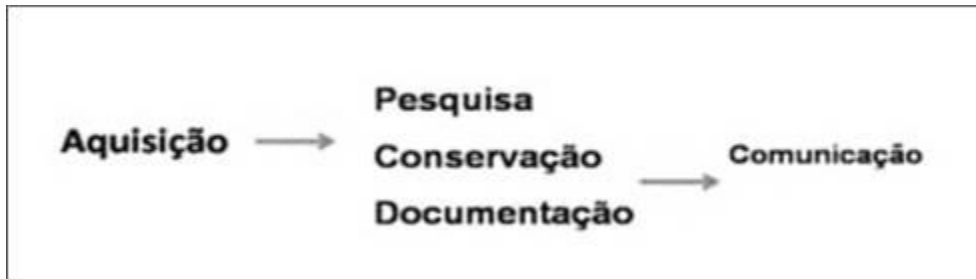 Aquisição
Pesquisa
Conservação
Documentação
Comunicação